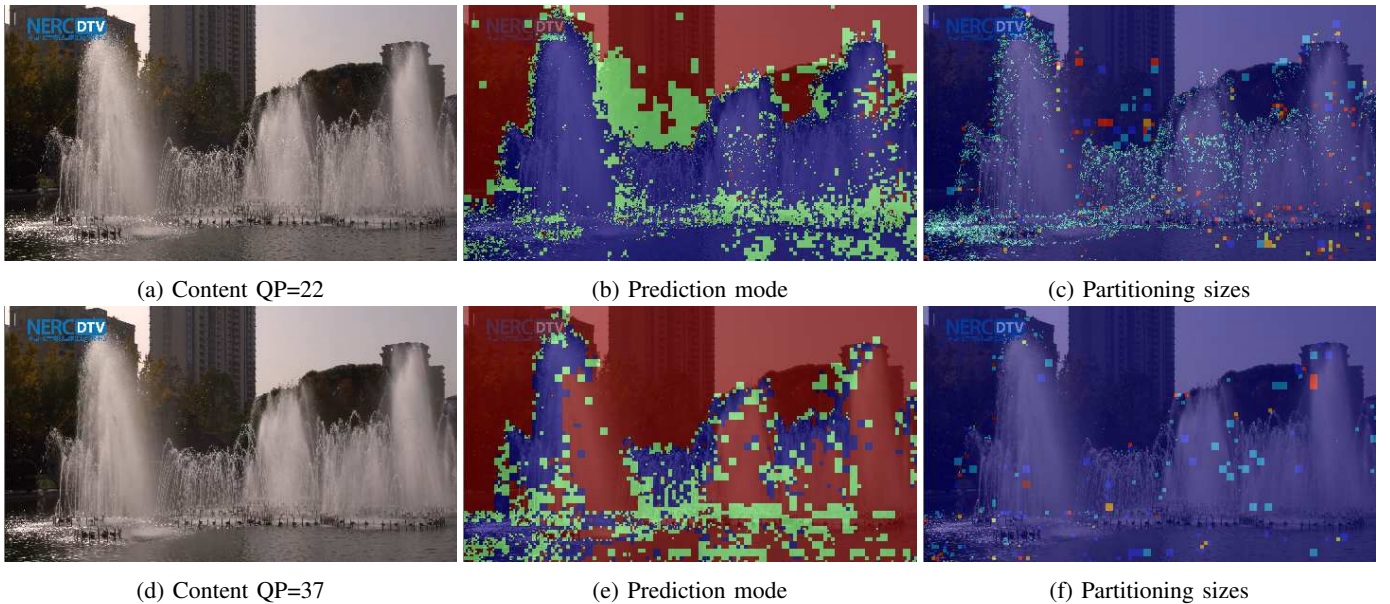 NERC DTV
NERC DTV
NERC DTV
(a) Content QP=22
(b) Prediction mode
(c) Partitioning sizes
NERC DTV
NERC DTV
NERC DTV
(d) Content QP=37
(e) Prediction mode
(f) Partitioning sizes